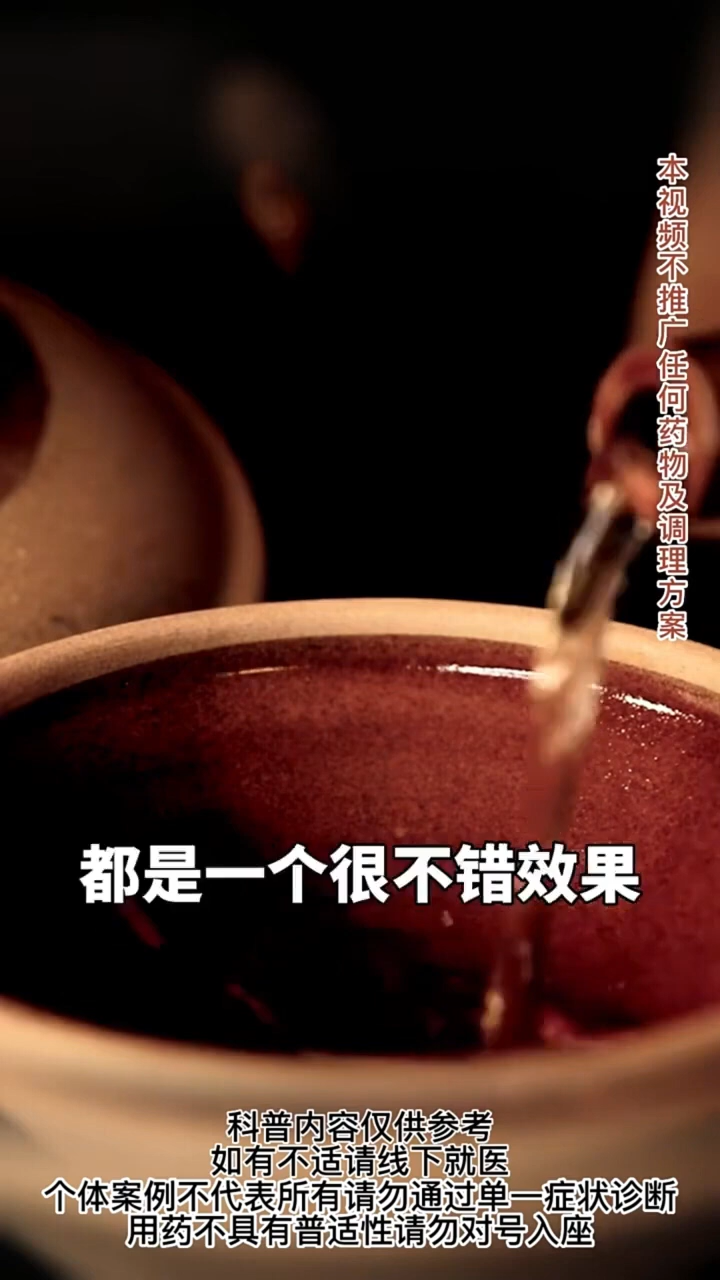 本视频不推广任何药物及调理方案
都是一个很不错效果
科普内容仅供参考
如有不适请线下就医
个体案例不代表所有请勿通过单一症状诊断
用药不具有普适性请勿对号入座